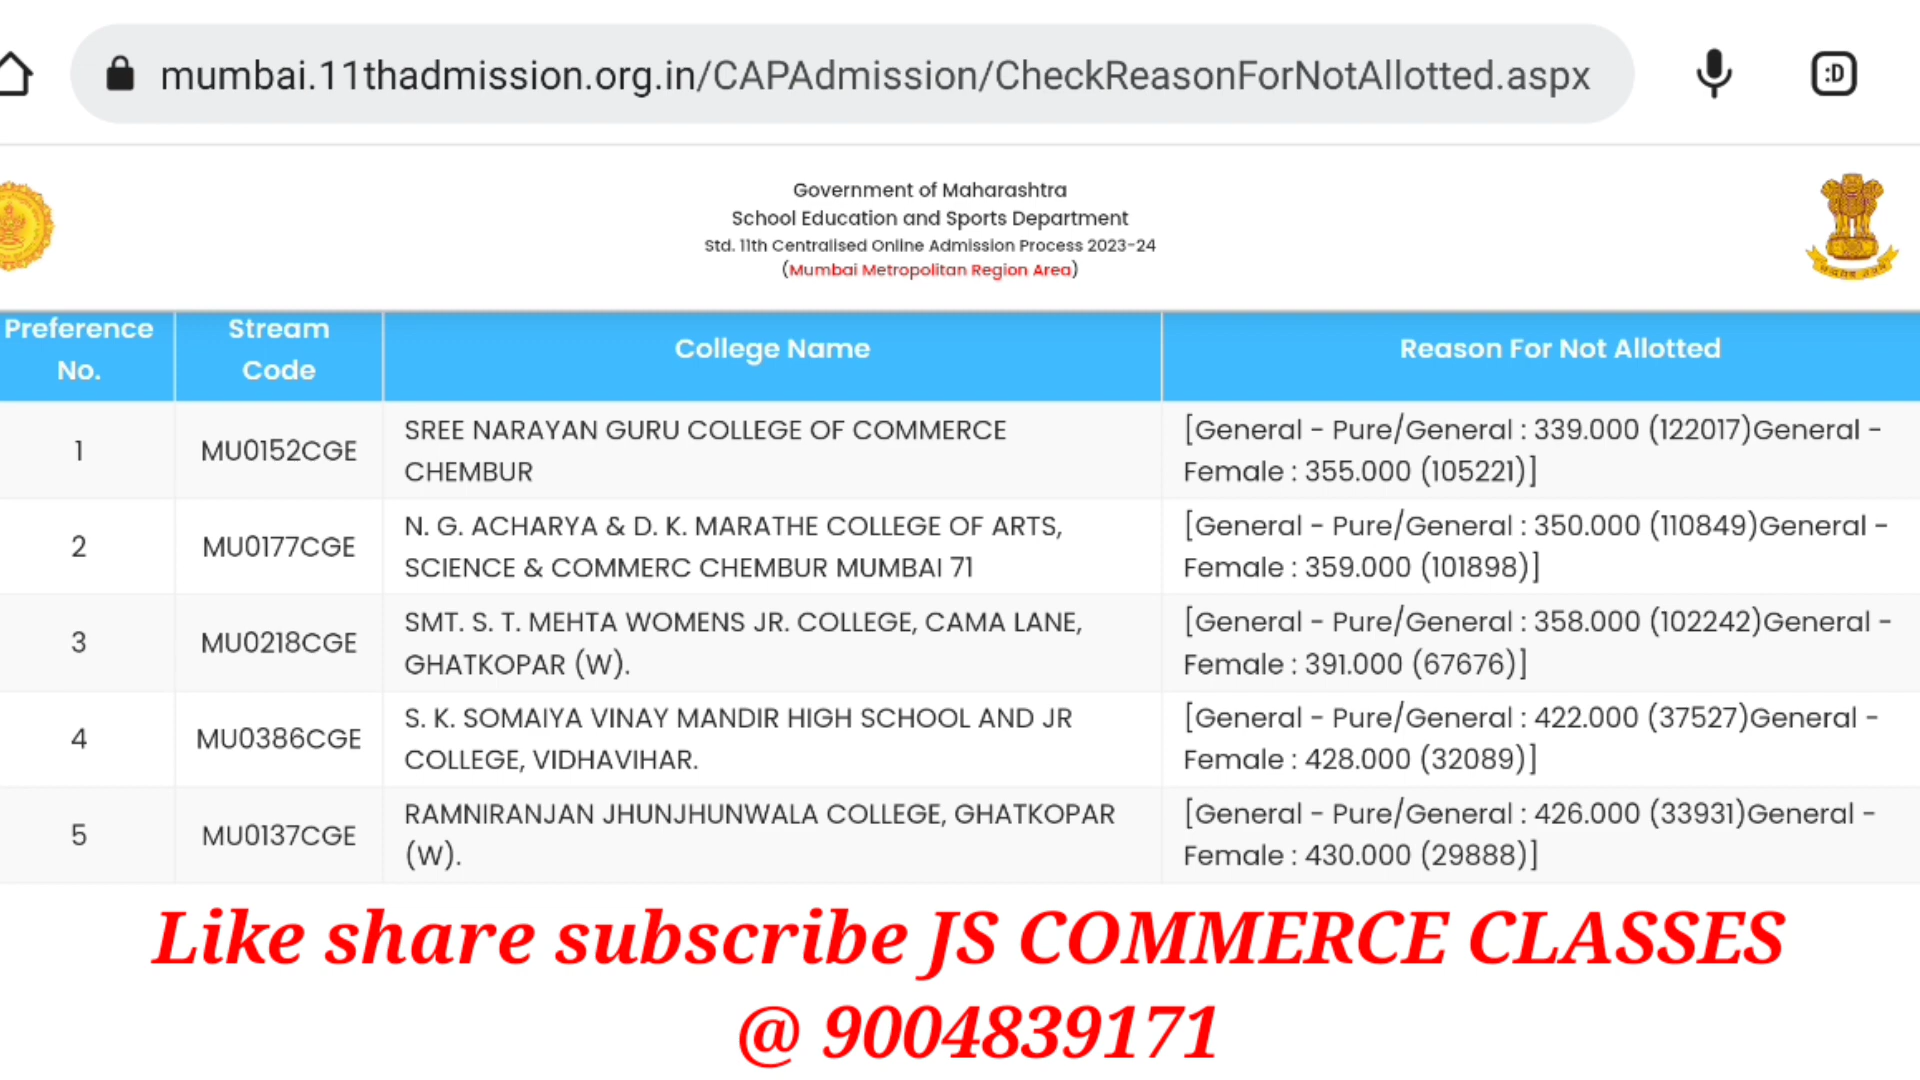 mumbai.11thadmission.org.in/CAPAdmission/CheckReasonForNotAllotted.aspx
:D
Government of Maharashtra
School Education and Sports Department
Std. 11th Centralised Online Admission Process 2023-24
(Mumbai Metropolitan Region Area)
Preference No.
Stream Code
College Name
Reason For Not Allotted
1
MU0152CGE
SREE NARAYAN GURU COLLEGE OF COMMERCE
CHEMBUR
[General - Pure/General : 339.000 (122017)General -
Female : 355.000 (105221)]
2
MU0177CGE
N. G. ACHARYA & D. K. MARATHE COLLEGE OF ARTS,
SCIENCE & COMMERC CHEMBUR MUMBAI 71
[General - Pure/General : 350.000 (110849)General -
Female : 359.000 (101898)]
3
MU0218CGE
SMT. S. T. MEHTA WOMENS JR. COLLEGE, CAMA LANE,
GHATKOPAR (W).
[General - Pure/General : 358.000 (102242)General -
Female : 391.000 (67676)]
4
MU0386CGE
S. K. SOMAIYA VINAY MANDIR HIGH SCHOOL AND JR
COLLEGE, VIDHAVIHAR.
[General - Pure/General : 422.000 (37527)General -
Female : 428.000 (32089)]
5
MU0137CGE
RAMNIRANJAN JHUNJHUNWALA COLLEGE, GHATKOPAR
(W).
[General - Pure/General : 426.000 (33931)General -
Female : 430.000 (29888)]
Like share subscribe JS COMMERCE CLASSES
@ 9004839171